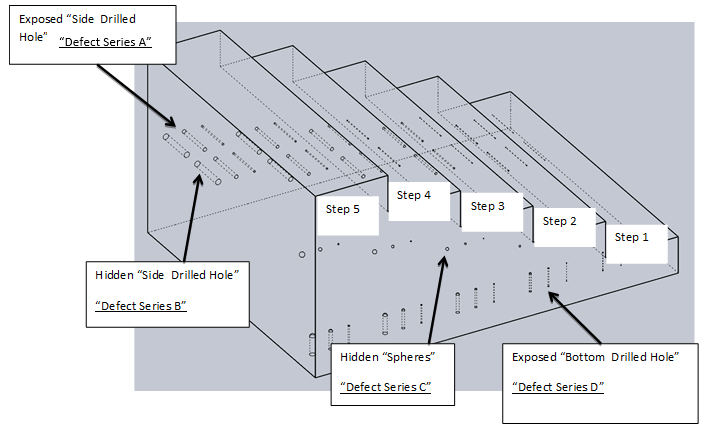 Exposed “Side Drilled
Hole” “Defect Series A”
Step 5
Step 4
Step 3
Step 2
Step 1
Hidden “Side Drilled Hole”
“Defect Series B”
Hidden “Spheres”
“Defect Series C”
Exposed “Bottom Drilled Hole”
“Defect Series D”